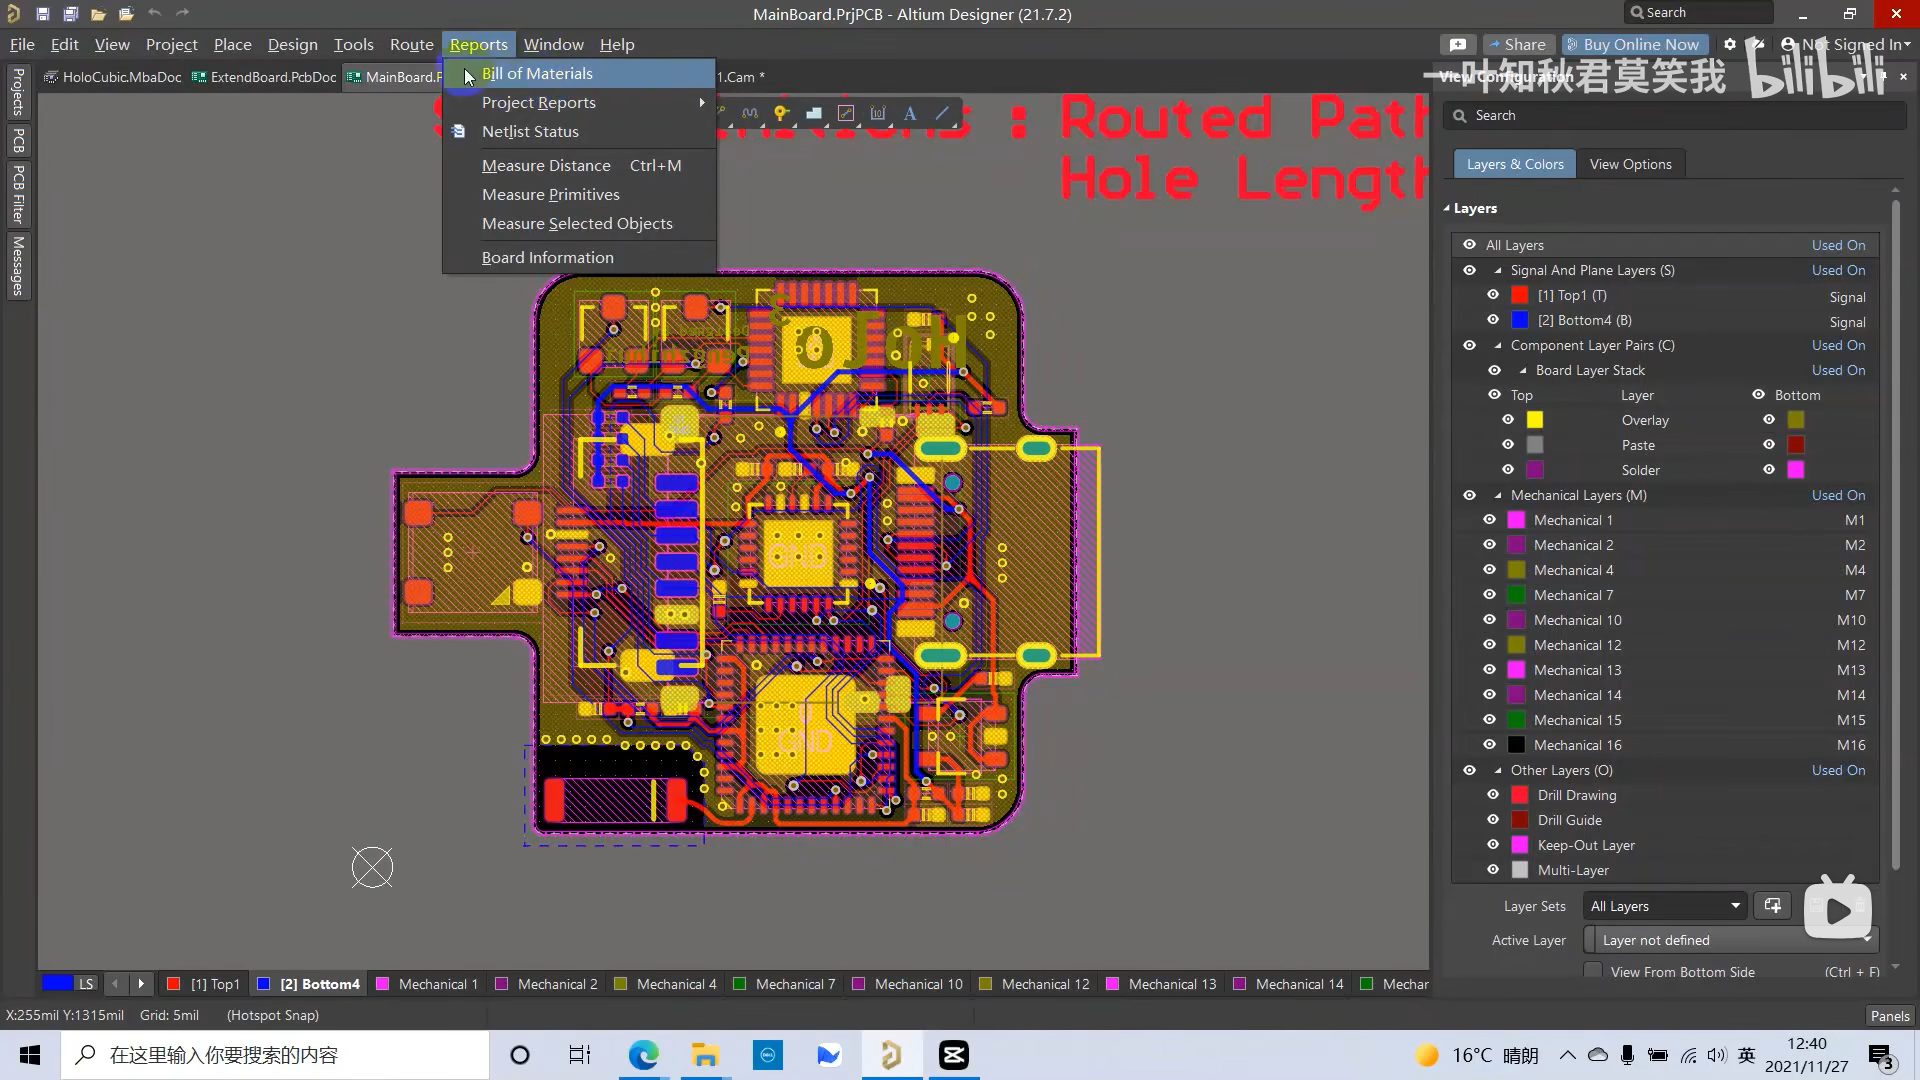 MainBoard.PrjPCB - Altium Designer (21.7.2)
Search
File Edit View Project Place Design Tools Route Reports Window Help
Share
Buy Online Now
Not Signed In
HoloCubic.MbaDoc
ExtendBoard.PcbDoc
MainBoard.P
1.Cam *
一叶知秋君莫笑我
bilibili
Bill of Materials
Project Reports
Netlist Status
Measure Distance Ctrl+M
Measure Primitives
Measure Selected Objects
Board Information
: Routed Path
Hole Length
Projects
PCB
PCB Filter
Messages
GND
GND
View Configuration
Search
Layers & Colors
View Options
Layers
All Layers Used On
Signal And Plane Layers (S) Used On
[1] Top1 (T) Signal
[2] Bottom4 (B) Signal
Component Layer Pairs (C) Used On
Board Layer Stack Used On
Top Layer Bottom
Overlay
Paste
Solder
Mechanical Layers (M) Used On
Mechanical 1 M1
Mechanical 2 M2
Mechanical 4 M4
Mechanical 7 M7
Mechanical 10 M10
Mechanical 12 M12
Mechanical 13 M13
Mechanical 14 M14
Mechanical 15 M15
Mechanical 16 M16
Other Layers (O) Used On
Drill Drawing
Drill Guide
Keep-Out Layer
Multi-Layer
Layer Sets All Layers
Active Layer Layer not defined
View From Bottom Side (Ctrl + F)
LS [1] Top1 [2] Bottom4 Mechanical 1 Mechanical 2 Mechanical 4 Mechanical 7 Mechanical 10 Mechanical 12 Mechanical 13 Mechanical 14 Mechar
X:255mil Y:1315mil Grid: 5mil (Hotspot Snap)
Panels
在这里输入你要搜索的内容
16°C 晴朗
英
12:40
2021/11/27
3